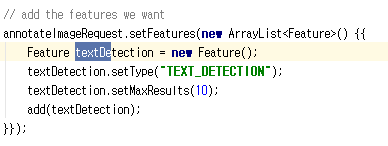 // add the features we want
annotateImageRequest.setFeatures(new ArrayList<Feature>() {{
Feature textDetection = new Feature();
textDetection.setType("TEXT_DETECTION");
textDetection.setMaxResults(10);
add(textDetection);
}});